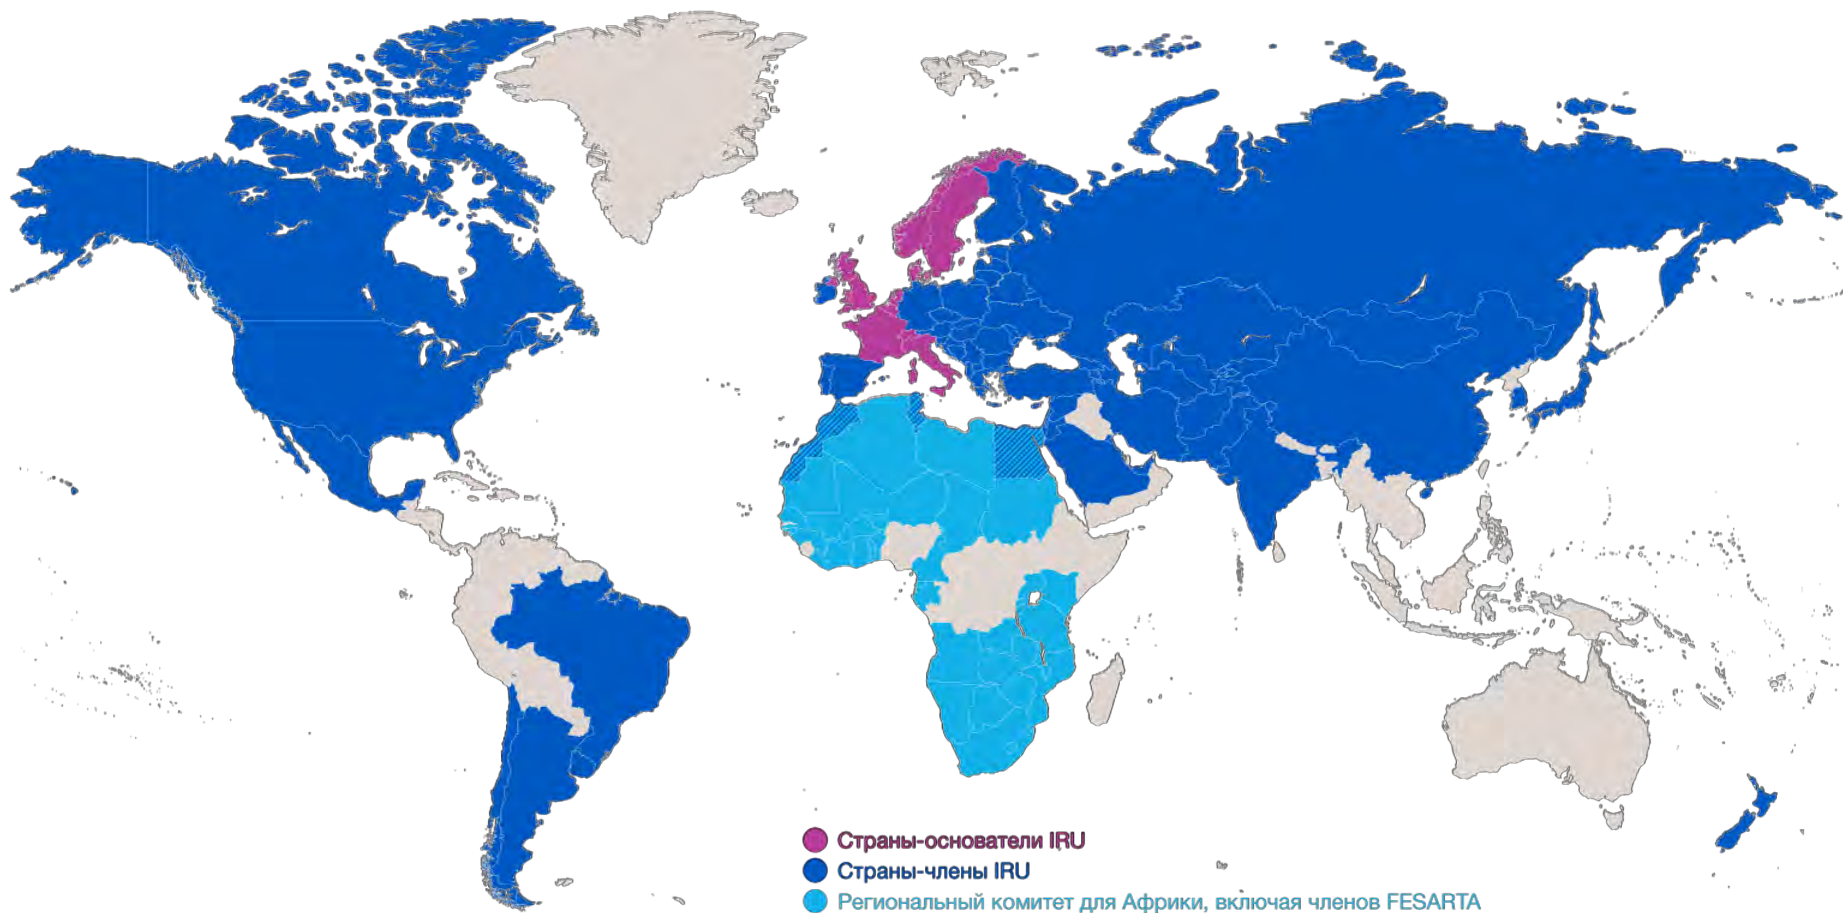 Страны-основатели IRU
Страны-члены IRU
Региональный комитет для Африки, включая членов FESARTA